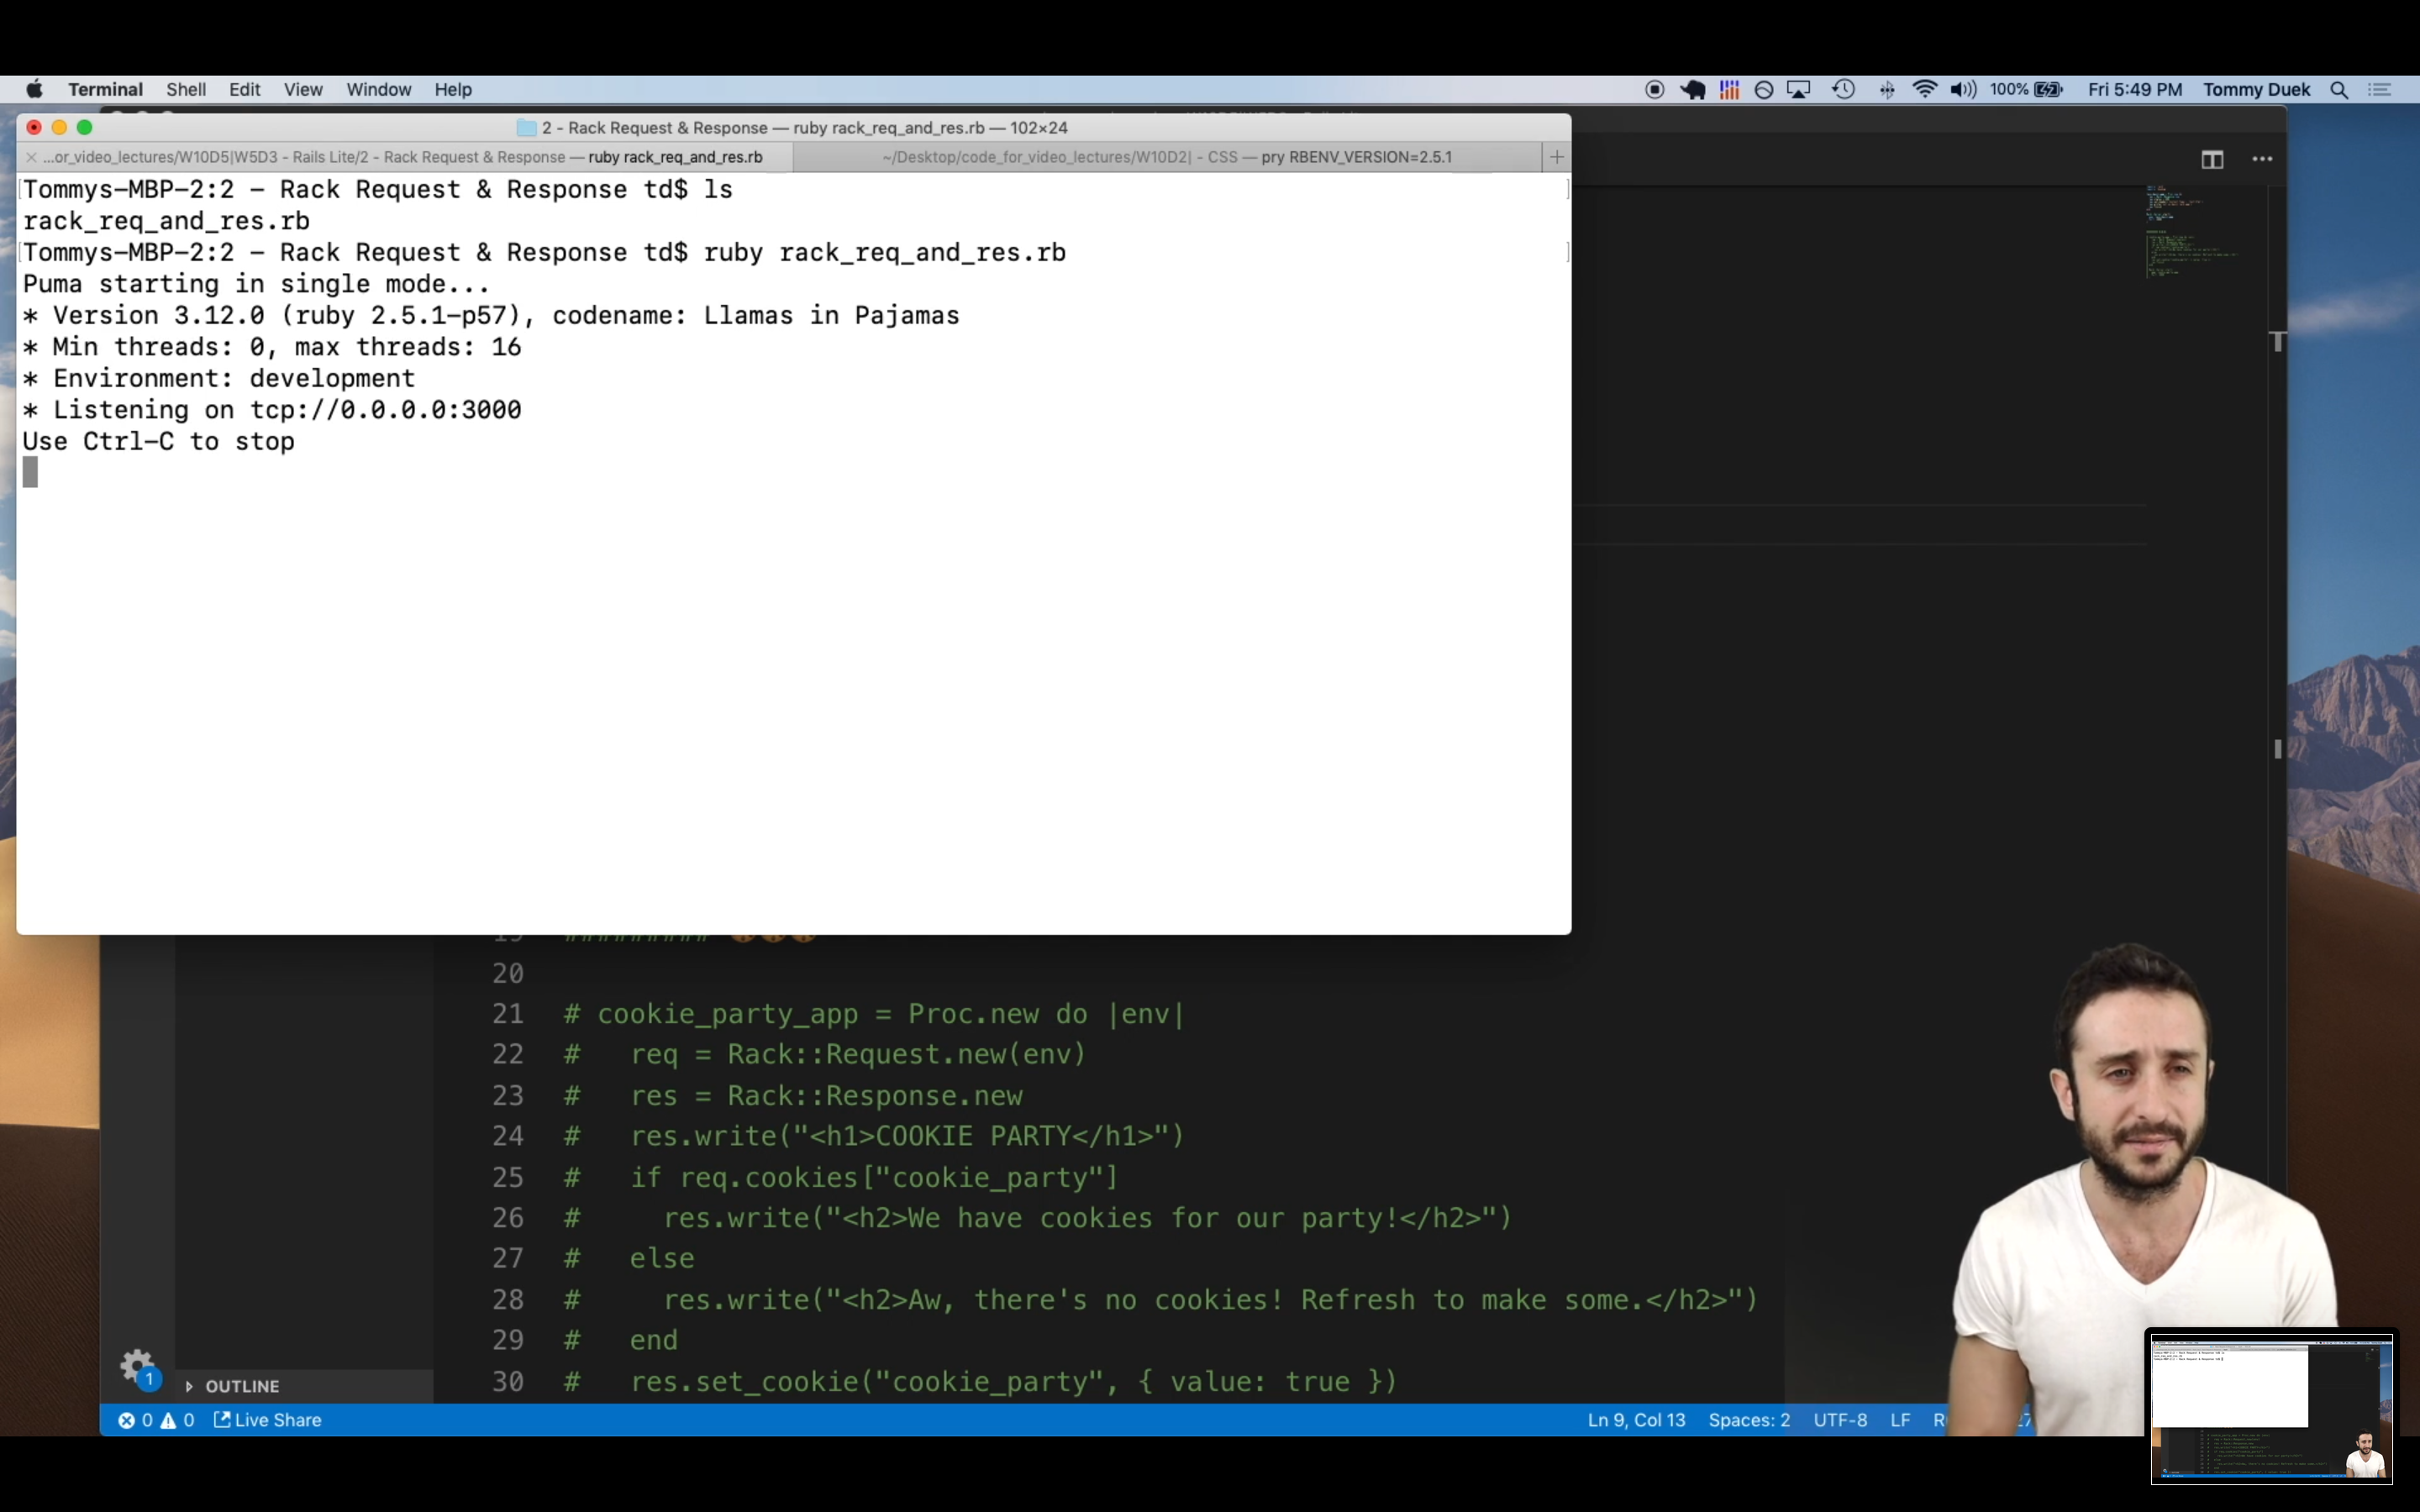 Terminal Shell Edit View Window Help 100% Fri 5:49 PM Tommy Duek
2 - Rack Request & Response — ruby rack_req_and_res.rb — 102×24
...or_video_lectures/W10D5|W5D3 - Rails Lite/2 - Rack Request & Response — ruby rack_req_and_res.rb
~/Desktop/code_for_video_lectures/W10D2| - CSS — pry RBENV_VERSION=2.5.1
Tommys-MBP-2:2 - Rack Request & Response td$ ls
rack_req_and_res.rb
Tommys-MBP-2:2 - Rack Request & Response td$ ruby rack_req_and_res.rb
Puma starting in single mode...
* Version 3.12.0 (ruby 2.5.1-p57), codename: Llamas in Pajamas
* Min threads: 0, max threads: 16
* Environment: development
* Listening on tcp://0.0.0.0:3000
Use Ctrl-C to stop
20
21 # cookie_party_app = Proc.new do |env|
22 #   req = Rack::Request.new(env)
23 #   res = Rack::Response.new
24 #   res.write("<h1>COOKIE PARTY</h1>")
25 #   if req.cookies["cookie_party"]
26 #     res.write("<h2>We have cookies for our party!</h2>")
27 #   else
28 #     res.write("<h2>Aw, there's no cookies! Refresh to make some.</h2>")
29 #   end
30 #   res.set_cookie("cookie_party", { value: true })
1
OUTLINE
0 0 Live Share Ln 9, Col 13 Spaces: 2 UTF-8 LF